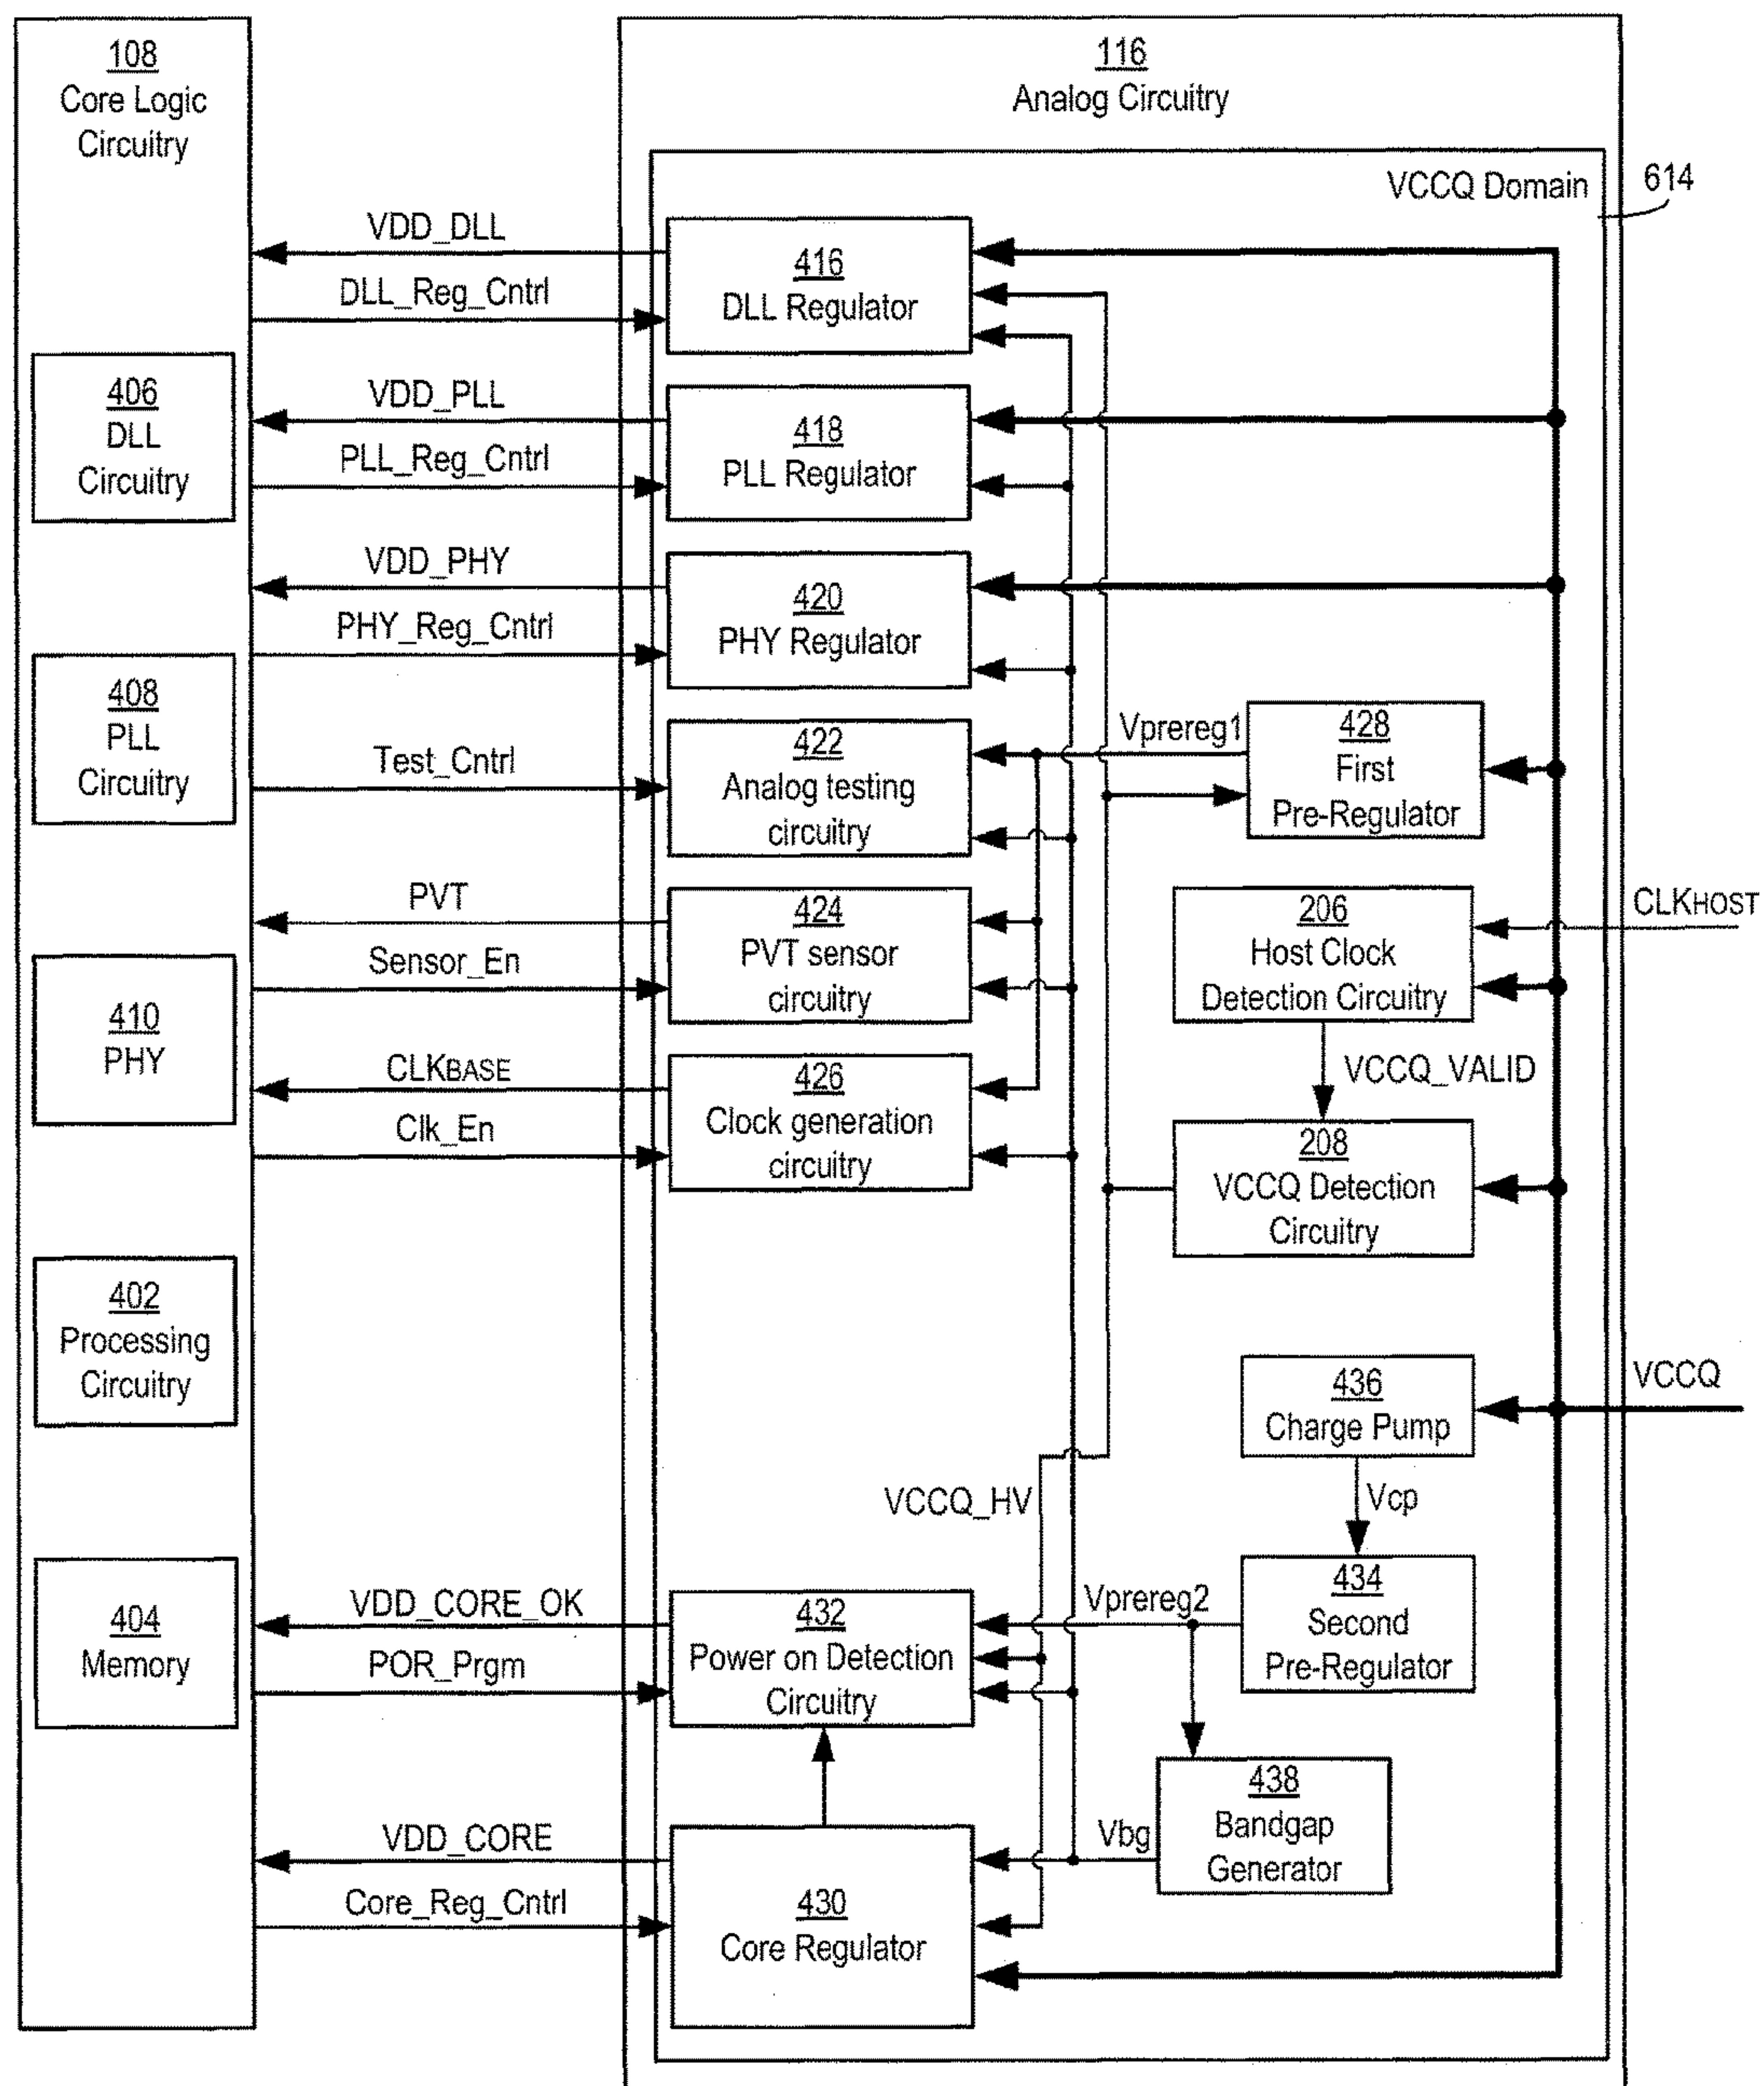 108
Core Logic
Circuitry
116
Analog Circuitry
VCCQ Domain
614
VDD_DLL
DLL_Reg_Cntrl
416
DLL Regulator
406
DLL
Circuitry
VDD_PLL
PLL_Reg_Cntrl
418
PLL Regulator
VDD_PHY
PHY_Reg_Cntrl
420
PHY Regulator
408
PLL
Circuitry
Test_Cntrl
422
Analog testing
circuitry
Vprereg1
428
First
Pre-Regulator
PVT
Sensor_En
424
PVT sensor
circuitry
206
Host Clock
Detection Circuitry
CLKHOST
410
PHY
CLKBASE
Clk_En
426
Clock generation
circuitry
VCCQ_VALID
208
VCCQ Detection
Circuitry
402
Processing
Circuitry
436
Charge Pump
VCCQ
VCCQ_HV
Vcp
404
Memory
VDD_CORE_OK
POR_Prgm
432
Power on Detection
Circuitry
Vprereg2
434
Second
Pre-Regulator
VDD_CORE
Core_Reg_Cntrl
430
Core Regulator
Vbg
438
Bandgap
Generator